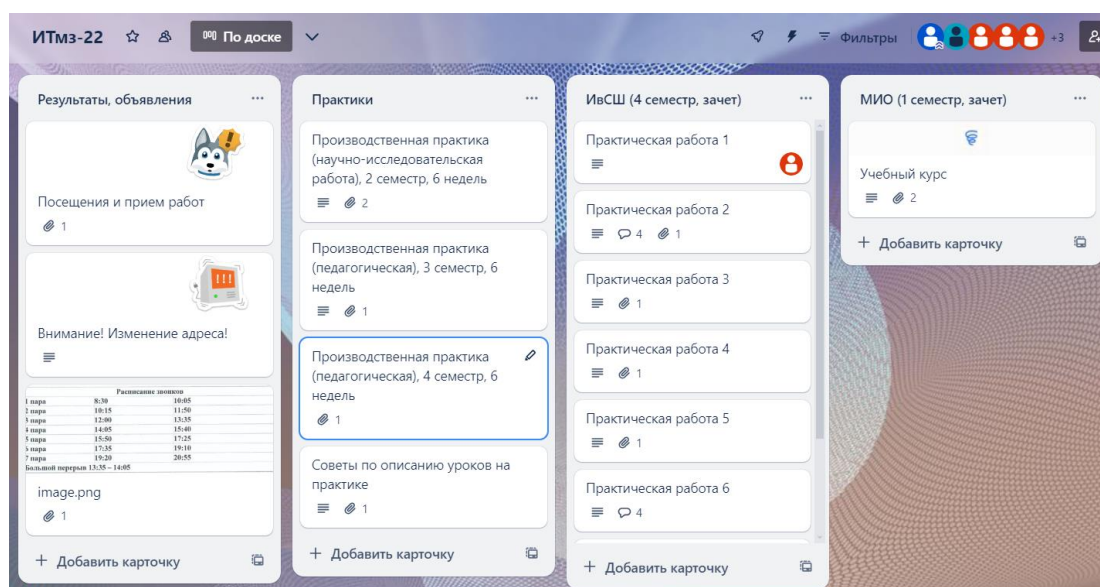 ИТмз-22
По доске
Фильтры
+3
Результаты, объявления
Посещения и прием работ
1
Внимание! Изменение адреса!
Расписание звонков
1 пара 8:30 10:05
2 пара 10:15 11:50
3 пара 12:00 13:35
4 пара 14:05 15:40
5 пара 15:50 17:25
6 пара 17:35 19:10
7 пара 19:20 20:55
Большой перерыв 13:35 – 14:05
image.png
1
+ Добавить карточку
Практики
Производственная практика
(научно-исследовательская
работа), 2 семестр, 6 недель
2
Производственная практика
(педагогическая), 3 семестр, 6
недель
1
Производственная практика
(педагогическая), 4 семестр, 6
недель
1
Советы по описанию уроков на
практике
1
+ Добавить карточку
ИвСШ (4 семестр, зачет)
Практическая работа 1
Практическая работа 2
4 1
Практическая работа 3
1
Практическая работа 4
1
Практическая работа 5
1
Практическая работа 6
4
+ Добавить карточку
МИО (1 семестр, зачет)
Учебный курс
2
+ Добавить карточку